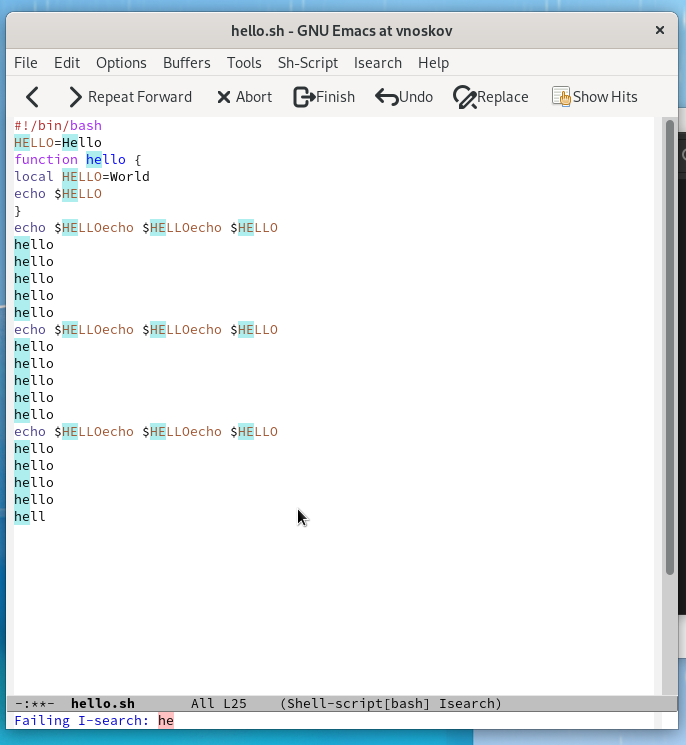 hello.sh - GNU Emacs at vnoskov ×
File Edit Options Buffers Tools Sh-Script Isearch Help
Repeat Forward Abort Finish Undo Replace Show Hits
#!/bin/bash
HELLO=Hello
function hello {
local HELLO=World
echo $HELLO
}
echo $HELLOecho $HELLOecho $HELLO
hello
hello
hello
hello
hello
echo $HELLOecho $HELLOecho $HELLO
hello
hello
hello
hello
hello
echo $HELLOecho $HELLOecho $HELLO
hello
hello
hello
hello
hell
-:**- hello.sh All L25 (Shell-script[bash] Isearch)
Failing I-search: he